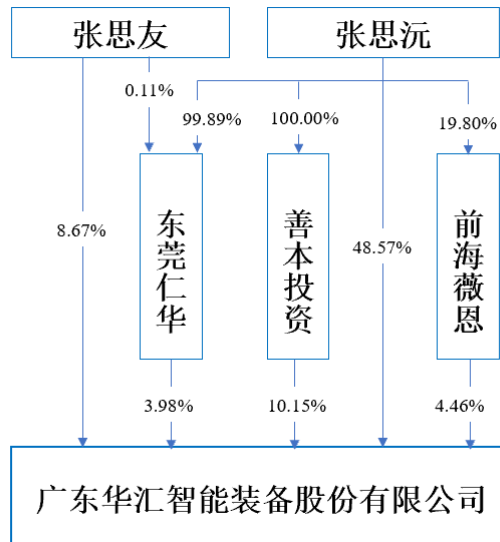 张思友
张思沅
0.11%
99.89%
100.00%
19.80%
8.67%
东莞仁华
善本投资
48.57%
前海薇恩
3.98%
10.15%
4.46%
广东华汇智能装备股份有限公司